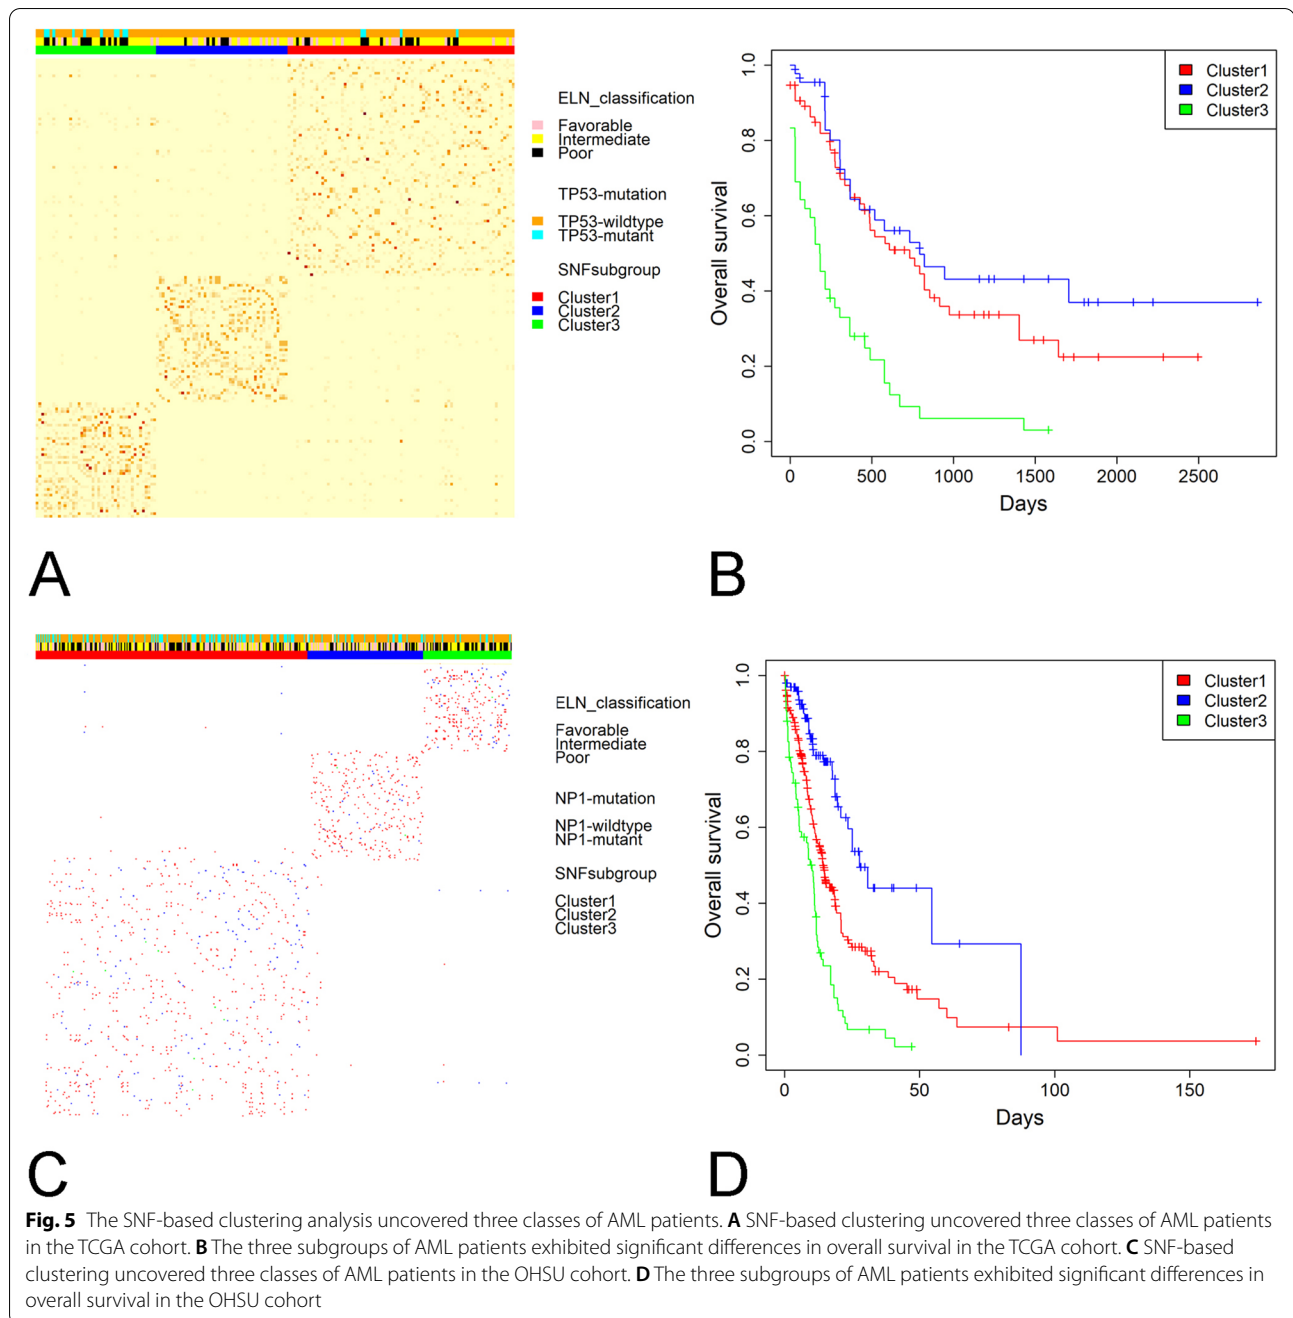 ELN_classification
Favorable
Intermediate
Poor
TP53-mutation
TP53-wildtype
TP53-mutant
SNFsubgroup
Cluster1
Cluster2
Cluster3
A
Overall survival
1.0
0.8
0.6
0.4
0.2
0.0
Cluster1
Cluster2
Cluster3
0 500 1000 1500 2000 2500
Days
B
ELN_classification
Favorable
Intermediate
Poor
NP1-mutation
NP1-wildtype
NP1-mutant
SNFsubgroup
Cluster1
Cluster2
Cluster3
C
Overall survival
1.0
0.8
0.6
0.4
0.2
0.0
Cluster1
Cluster2
Cluster3
0 50 100 150
Days
D
Fig. 5 The SNF-based clustering analysis uncovered three classes of AML patients. A SNF-based clustering uncovered three classes of AML patients
in the TCGA cohort. B The three subgroups of AML patients exhibited significant differences in overall survival in the TCGA cohort. C SNF-based
clustering uncovered three classes of AML patients in the OHSU cohort. D The three subgroups of AML patients exhibited significant differences in
overall survival in the OHSU cohort